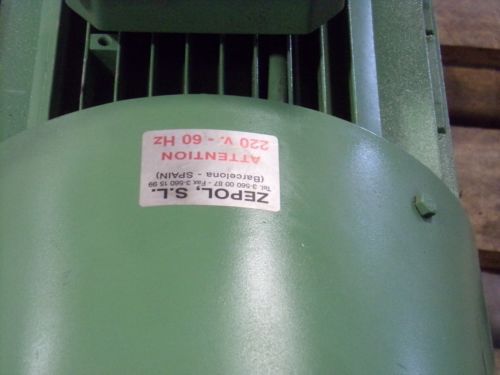 ZEPOL, S.L.
Tel. 3-560 00 87 - Fax 3-560 15 99
(Barcelona - SPAIN)
ATTENTION
220 v. - 60 Hz